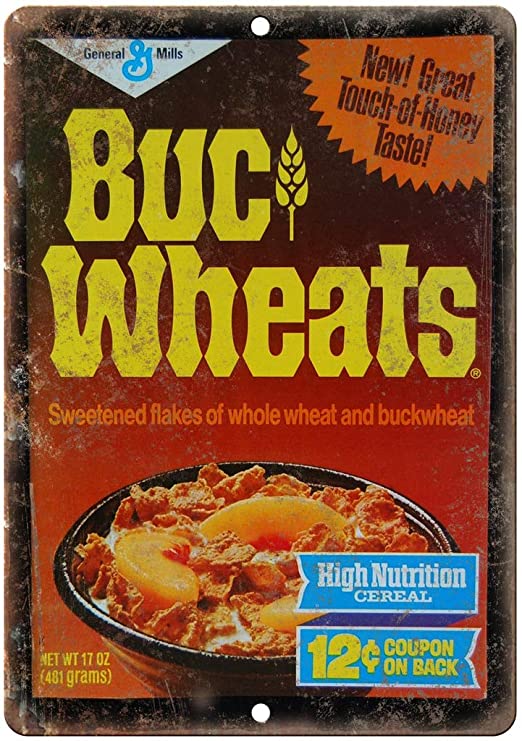 General Mills
New! Great
Touch-of-Honey
Taste!
Buc
Wheats®
Sweetened flakes of whole wheat and buckwheat
High Nutrition
CEREAL
12¢ COUPON
ON BACK
NET WT 17 OZ
(481 grams)